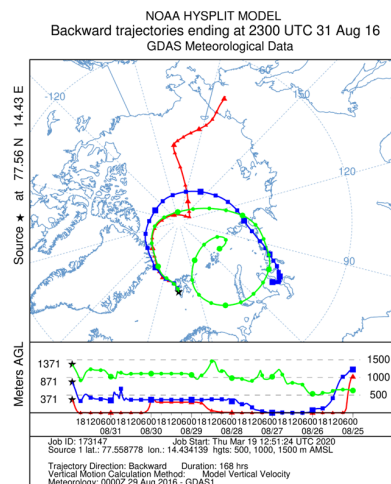 NOAA HYSPLIT MODEL
Backward trajectories ending at 2300 UTC 31 Aug 16
GDAS Meteorological Data
Source ★ at 77.56 N 14.43 E
-120
150
120
90
Meters AGL
1371
871
371
1500
1000
500
18120600181206001812060018120600181206001812060018120600
08/31 08/30 08/29 08/28 08/27 08/26 08/25
Job ID: 173147 Job Start: Thu Mar 19 12:51:24 UTC 2020
Source 1 lat.: 77.558778 lon.: 14.434139 hgts: 500, 1000, 1500 m AMSL
Trajectory Direction: Backward Duration: 168 hrs
Vertical Motion Calculation Method: Model Vertical Velocity
Meteorology: 0000Z 29 Aug 2016 - GDAS1